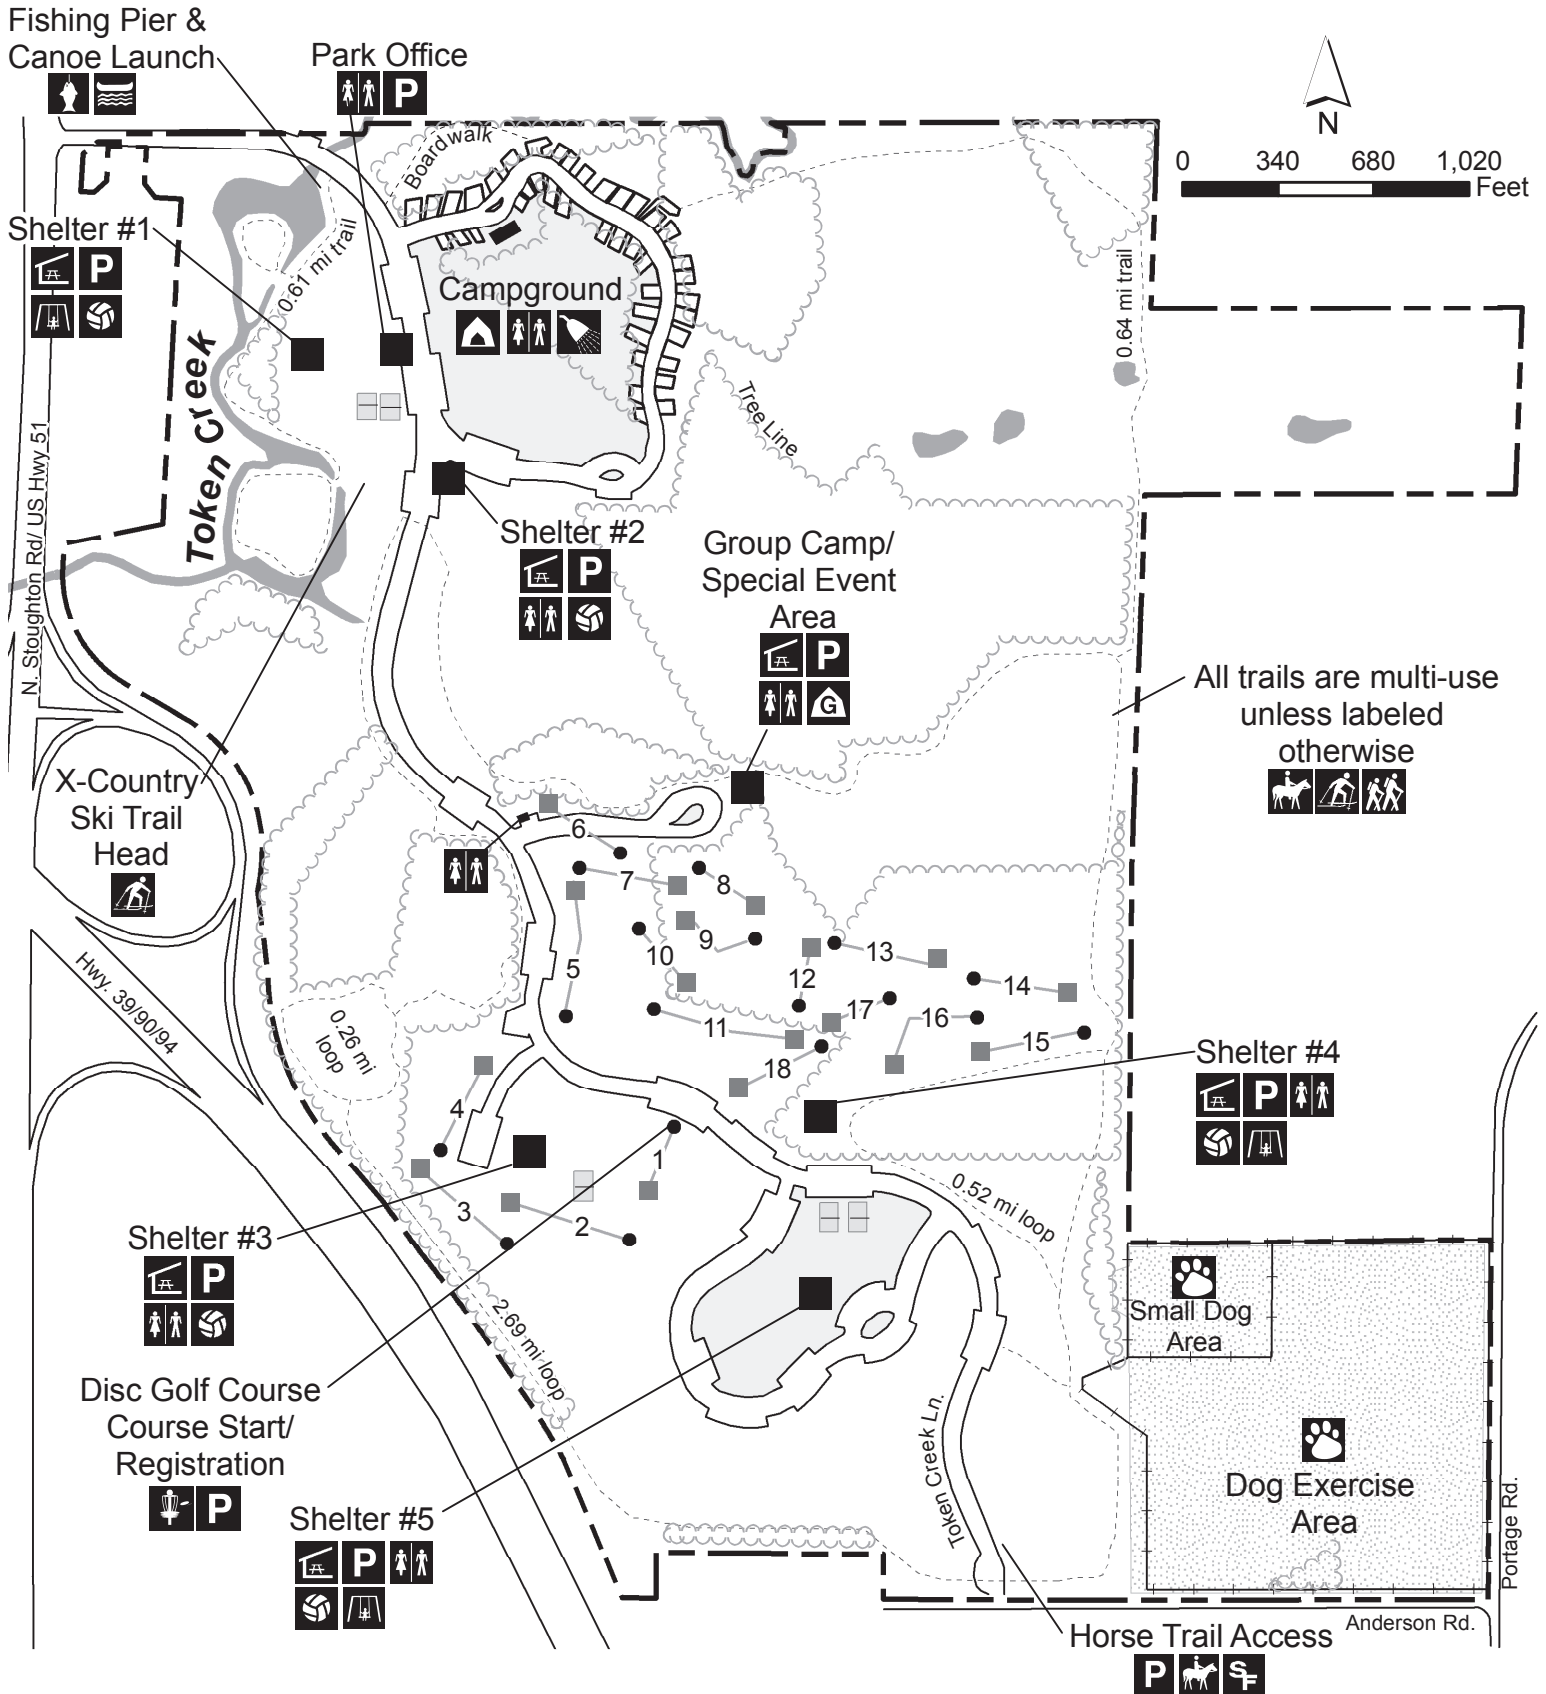 Fishing Pier &
Canoe Launch
Park Office
P
N
0 340 680 1,020
Feet
Boardwalk
Shelter #1
P
0.61 mi trail
Campground
Token Creek
Tree Line
0.64 mi trail
N. Stoughton Rd/ US Hwy 51
Shelter #2
P
Group Camp/
Special Event
Area
P
G
All trails are multi-use
unless labeled
otherwise
X-Country
Ski Trail
Head
6
7
8
9
10
5
12
13
14
17
16
15
11
18
Hwy. 39/90/94
0.26 mi
loop
4
1
3
2
Shelter #4
P
0.52 mi loop
Shelter #3
P
2.69 mi loop
Small Dog
Area
Disc Golf Course
Course Start/
Registration
P
Shelter #5
P
Token Creek Ln.
Dog Exercise
Area
Portage Rd.
Anderson Rd.
Horse Trail Access
P
SF